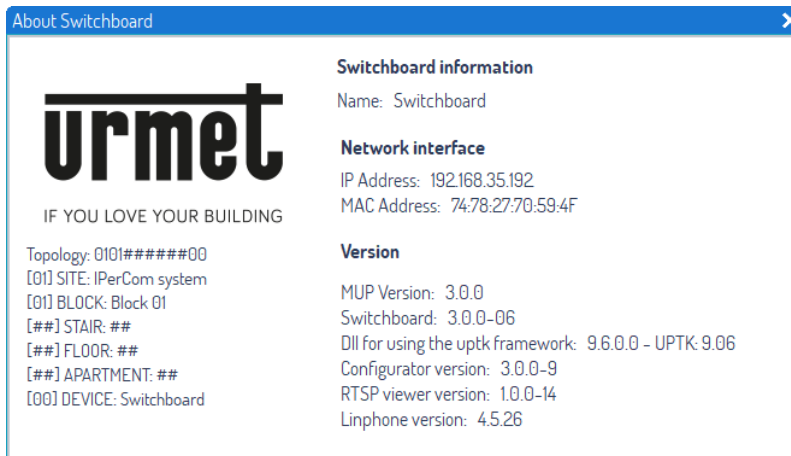 About Switchboard
urmet
IF YOU LOVE YOUR BUILDING
Topology: 0101######00
[01] SITE: IPerCom system
[01] BLOCK: Block 01
[##] STAIR: ##
[##] FLOOR: ##
[##] APARTMENT: ##
[00] DEVICE: Switchboard
Switchboard information
Name: Switchboard
Network interface
IP Address: 192.168.35.192
MAC Address: 74:78:27:70:59:4F
Version
MUP Version: 3.0.0
Switchboard: 3.0.0-06
Dll for using the uptk framework: 9.6.0.0 - UPTK: 9.06
Configurator version: 3.0.0-9
RTSP viewer version: 1.0.0-14
Linphone version: 4.5.26